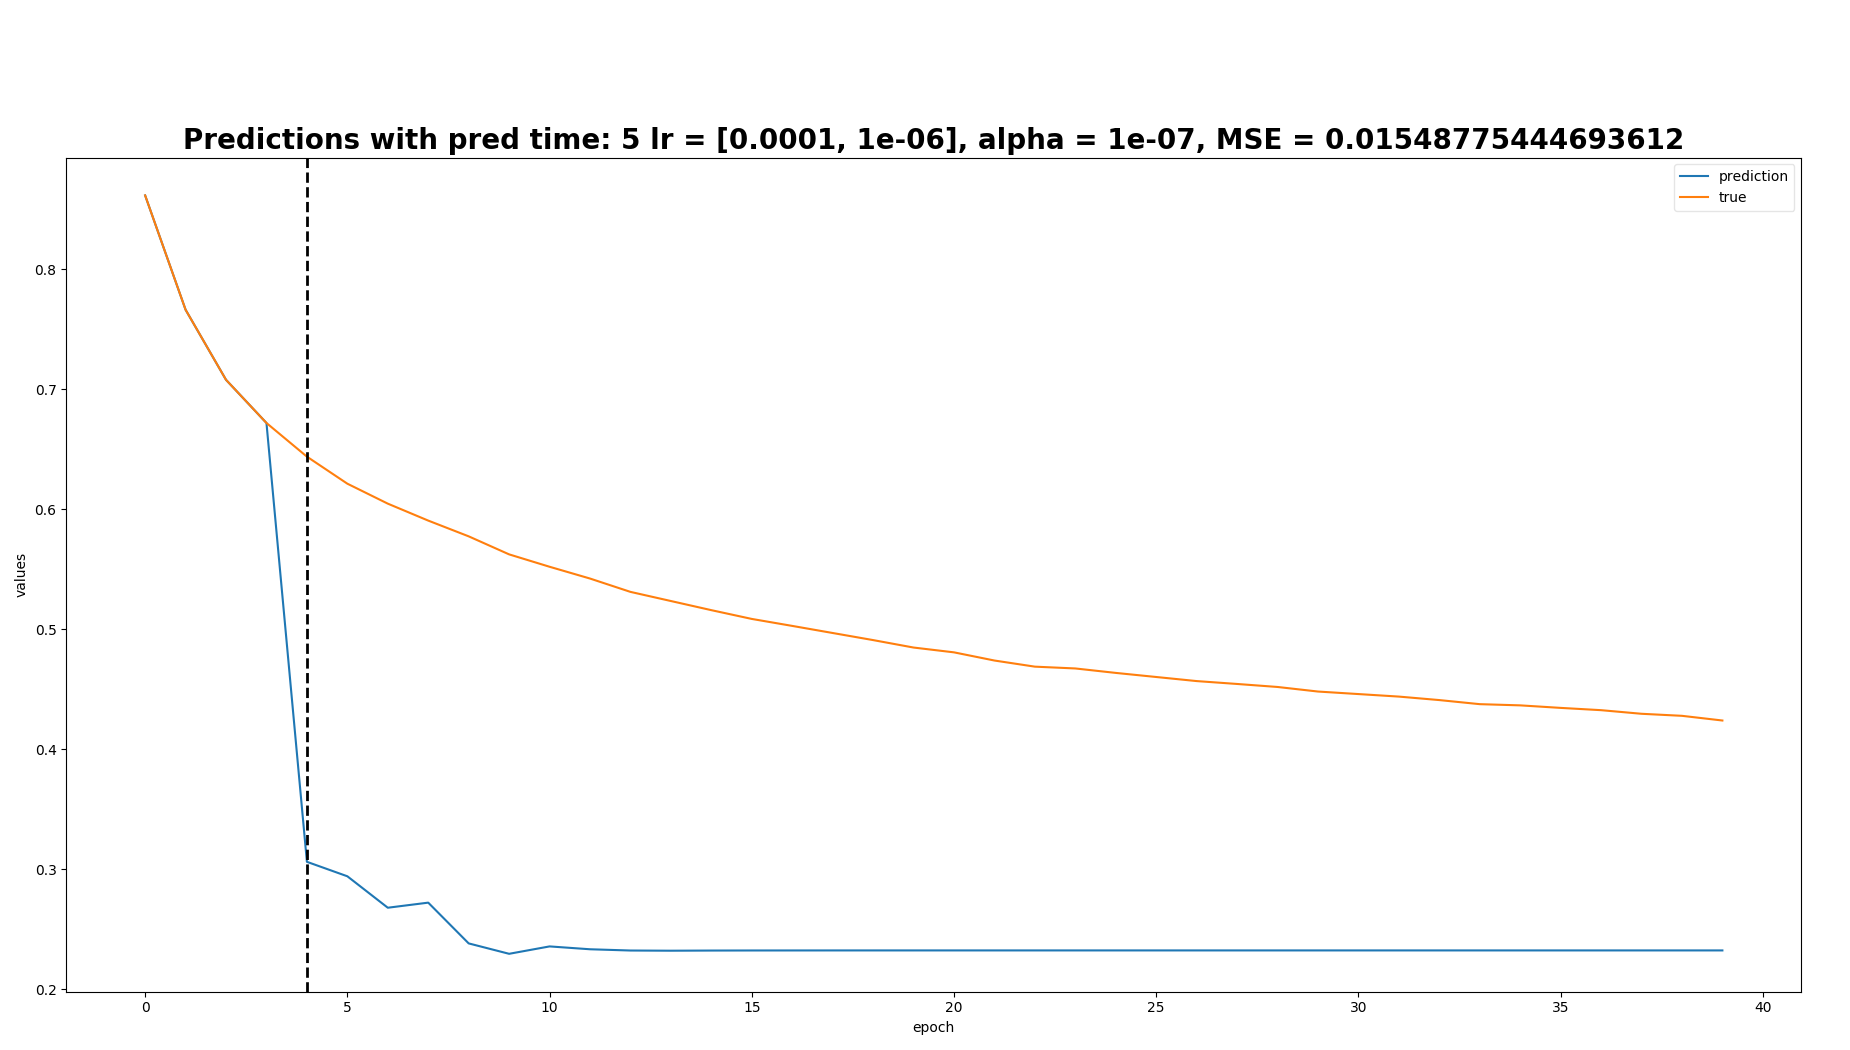 Predictions with pred time: 5 lr = [0.0001, 1e-06], alpha = 1e-07, MSE = 0.01548775444693612
prediction
true
0.8
0.7
0.6
0.5
0.4
0.3
0.2
values
0 5 10 15 20 25 30 35 40
epoch